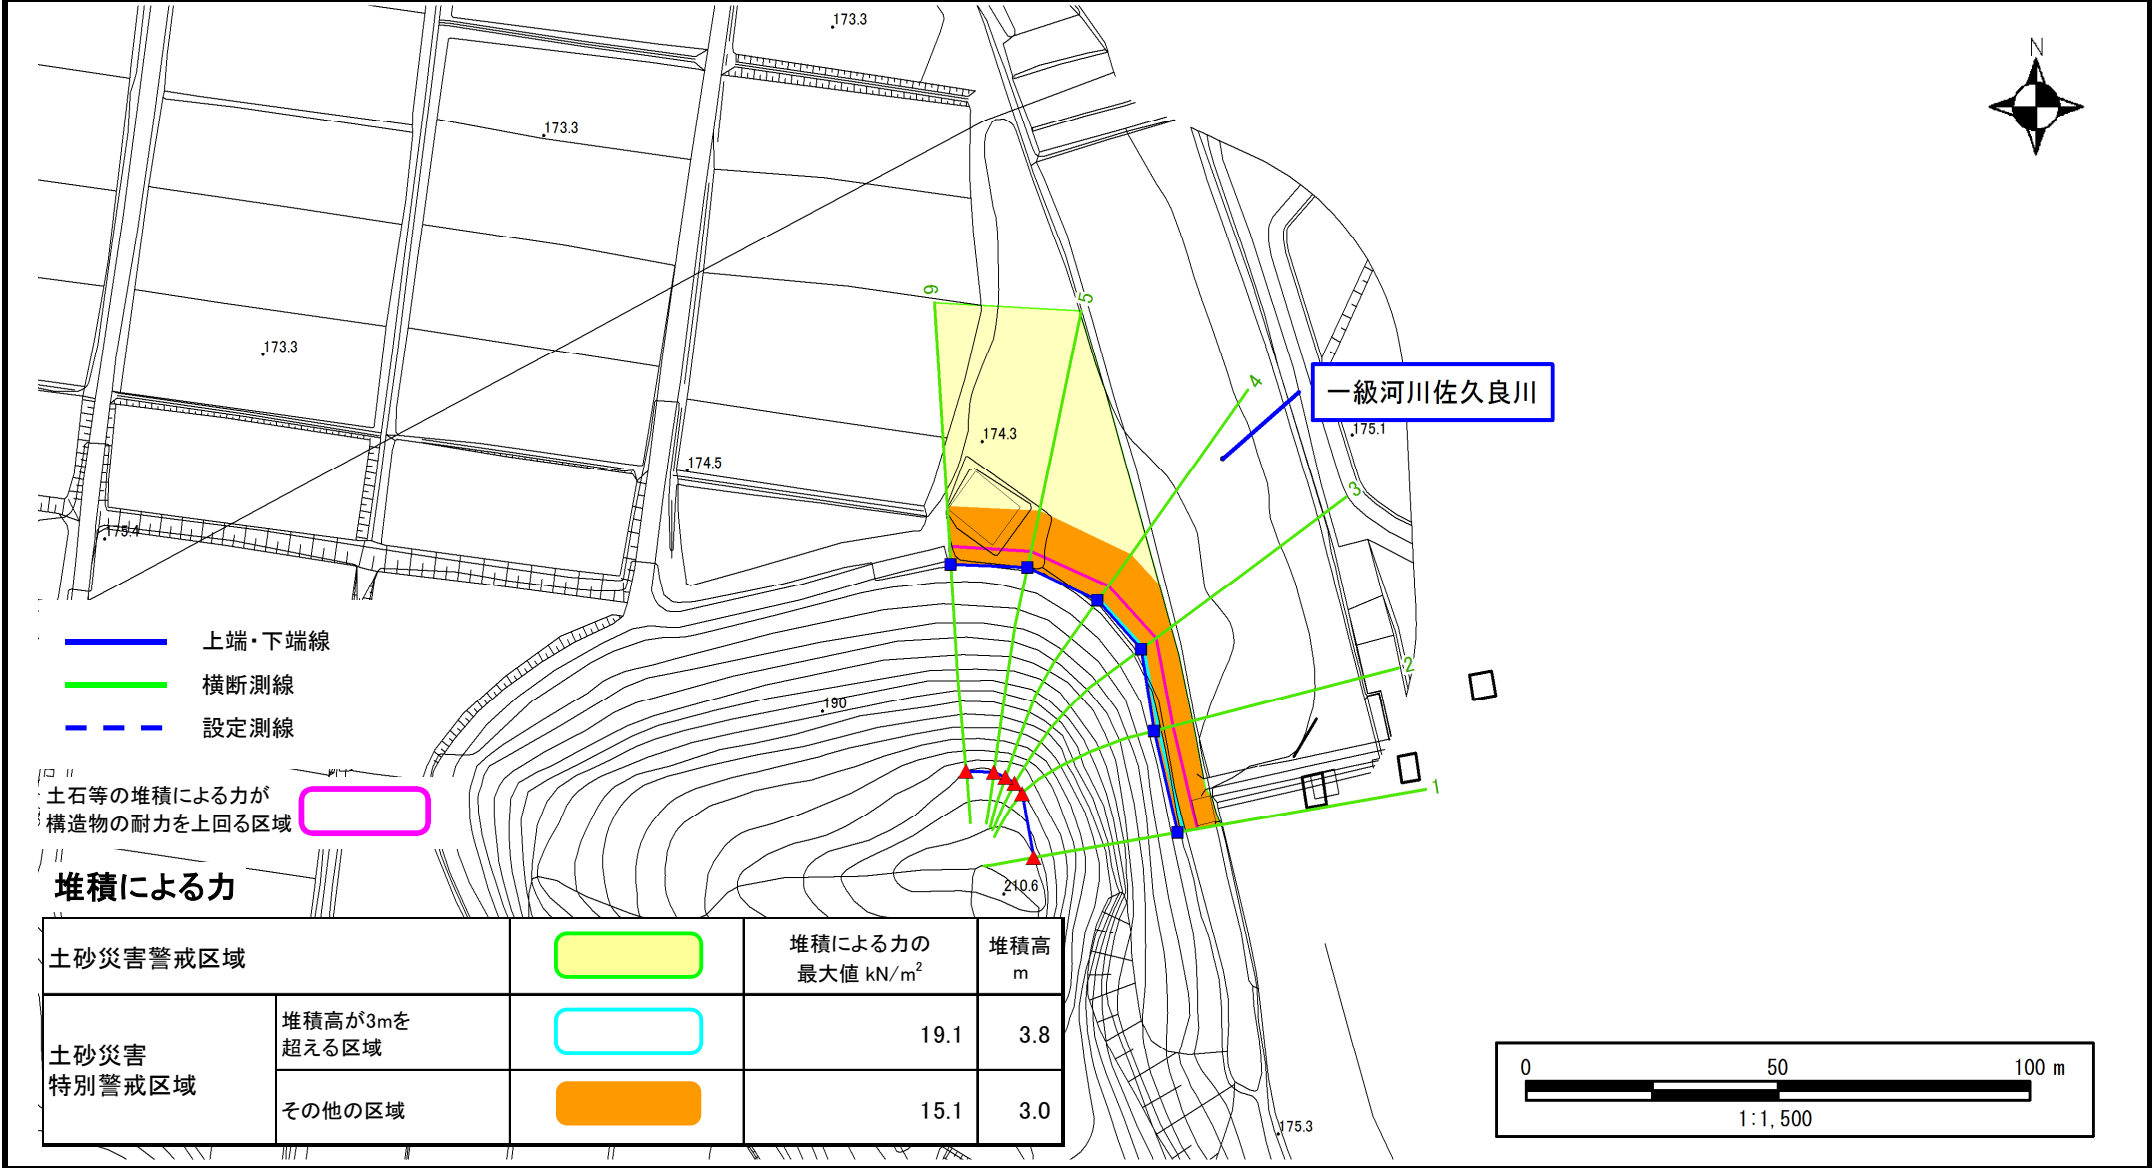 173.3
N
173.3
173.3
9
5
4
一級河川佐久良川
175.1
174.3
174.5
3
175.4
上端・下端線
横断測線
設定測線
190
2
1
土石等の堆積による力が
構造物の耐力を上回る区域
堆積による力
210.6
土砂災害警戒区域
堆積による力の
最大値 kN/m²
堆積高
m
土砂災害
特別警戒区域
堆積高が3mを
超える区域
19.1
3.8
その他の区域
15.1
3.0
0 50 100 m
1:1,500
175.3